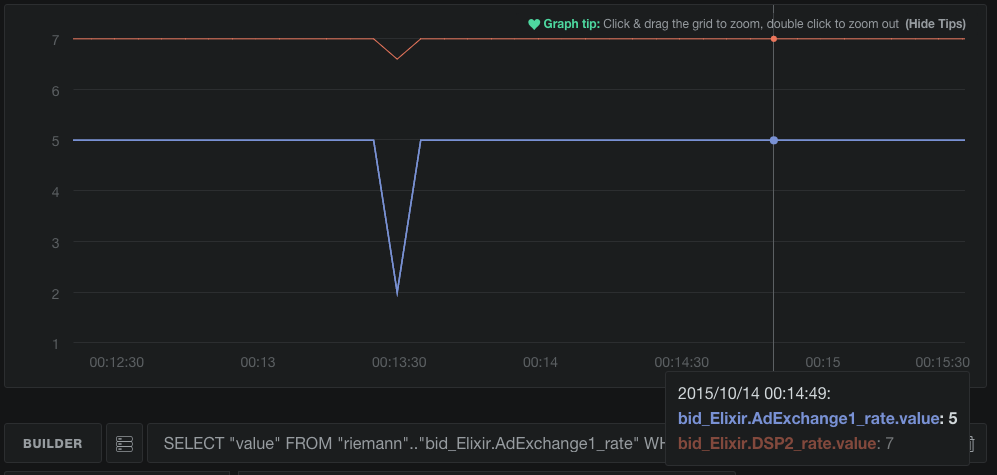 Graph tip: Click & drag the grid to zoom, double click to zoom out (Hide Tips)
7
6
5
4
3
2
1
00:12:30 00:13 00:13:30 00:14 00:14:30 00:15 00:15:30
2015/10/14 00:14:49:
bid_Elixir.AdExchange1_rate.value: 5
bid_Elixir.DSP2_rate.value: 7
BUILDER SELECT "value" FROM "riemann".."bid_Elixir.AdExchange1_rate"